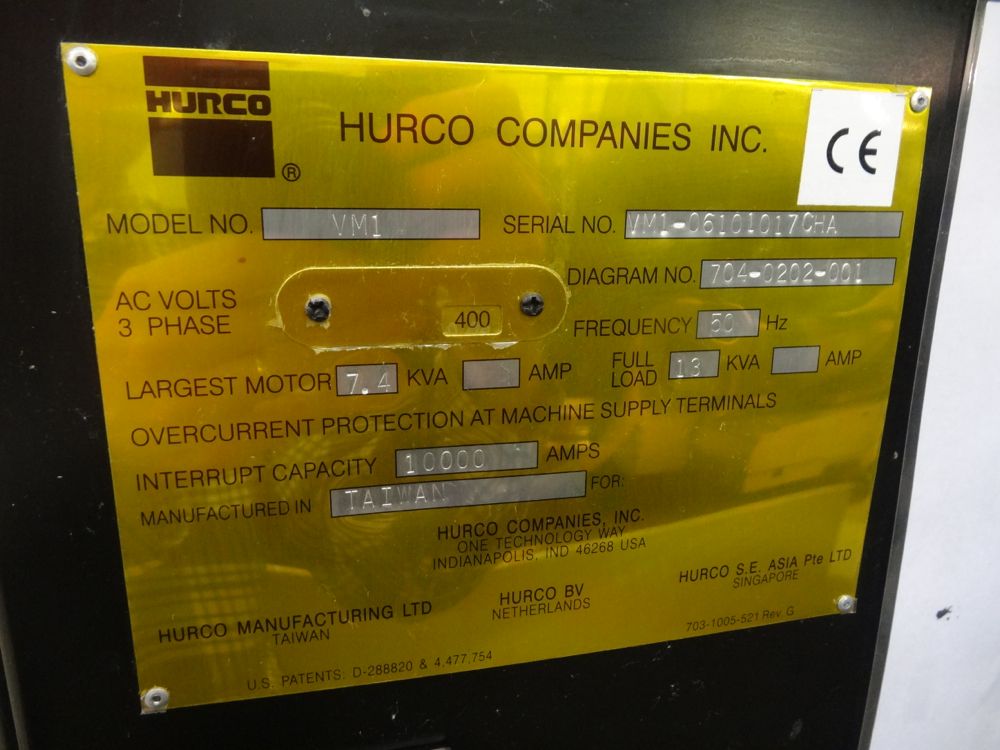 HURCO
®
HURCO COMPANIES INC.
CE
MODEL NO. VM1 SERIAL NO. VM1-06101017CHA
DIAGRAM NO. 704-0202-001
AC VOLTS
3 PHASE
400
FREQUENCY 50 Hz
LARGEST MOTOR 7.4 KVA AMP FULL LOAD 13 KVA AMP
OVERCURRENT PROTECTION AT MACHINE SUPPLY TERMINALS
INTERRUPT CAPACITY 10000 AMPS
MANUFACTURED IN TAIWAN FOR:
HURCO COMPANIES, INC.
ONE TECHNOLOGY WAY
INDIANAPOLIS, IND 46268 USA
HURCO MANUFACTURING LTD
TAIWAN
HURCO BV
NETHERLANDS
HURCO S.E. ASIA Pte LTD
SINGAPORE
U.S. PATENTS. D-288820 & 4.477.754
703-1005-521 Rev. G